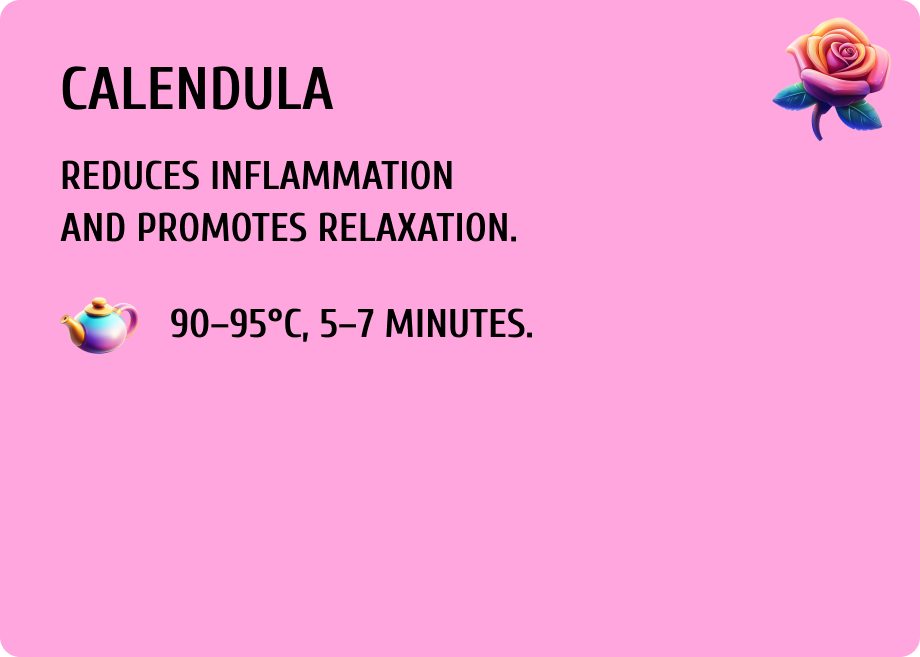 CALENDULA
REDUCES INFLAMMATION
AND PROMOTES RELAXATION.
90–95°C, 5–7 MINUTES.